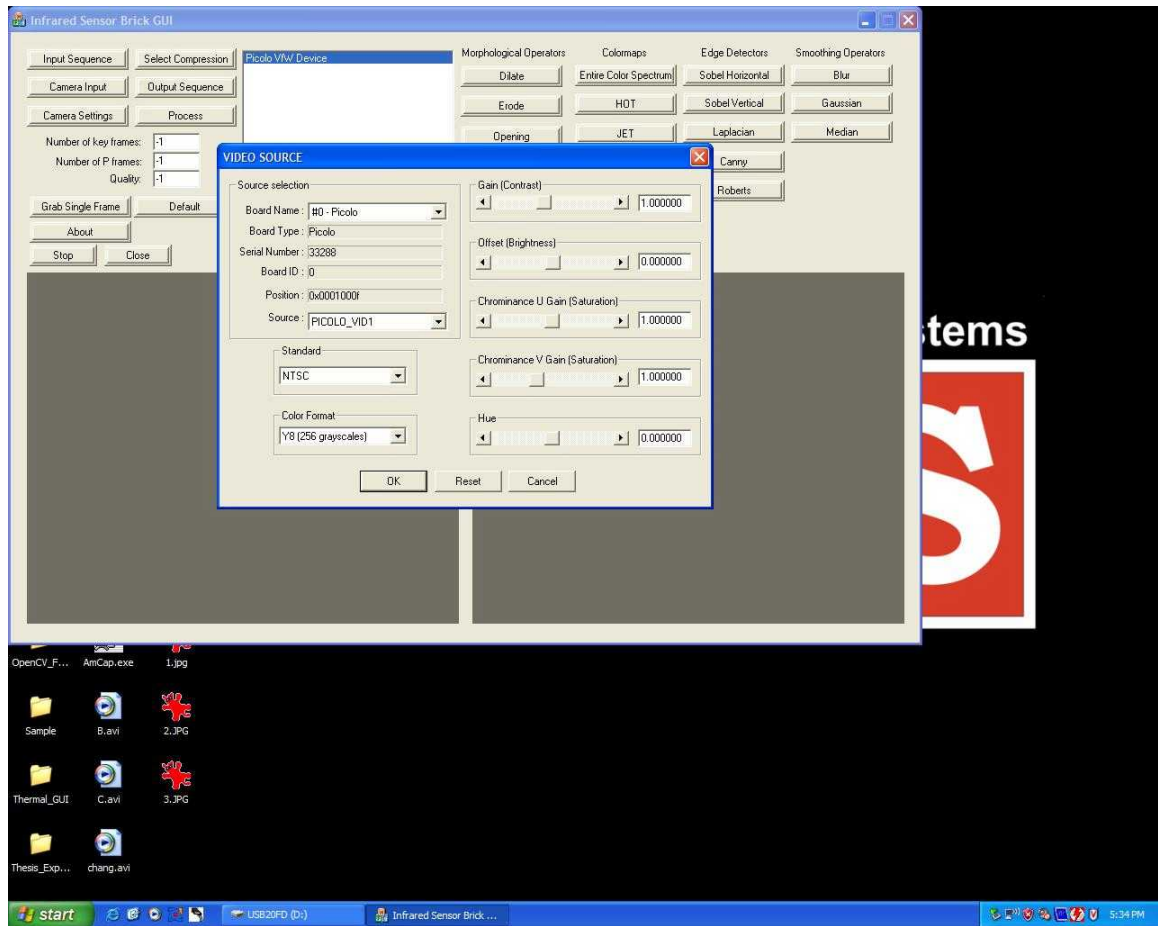 Infrared Sensor Brick GUI
Input Sequence
Select Compression
Picolo VfW Device
Camera Input
Output Sequence
Camera Settings
Process
Number of key frames: -1
Number of P frames: -1
Quality: -1
Grab Single Frame
Default
About
Stop
Close
Morphological Operators
Dilate
Erode
Opening
Colormaps
Entire Color Spectrum
HOT
JET
Edge Detectors
Sobel Horizontal
Sobel Vertical
Laplacian
Canny
Roberts
Smoothing Operators
Blur
Gaussian
Median
VIDEO SOURCE
Source selection
Board Name : #0 - Picolo
Board Type : Picolo
Serial Number : 33288
Board ID : 0
Position : 0x0001000f
Source : PICOLO_VID1
Standard
NTSC
Color Format
Y8 (256 grayscales)
Gain (Contrast)
1.000000
Offset (Brightness)
0.000000
Chrominance U Gain (Saturation)
1.000000
Chrominance V Gain (Saturation)
1.000000
Hue
0.000000
OK
Reset
Cancel
tems
S
OpenCV_F...
AmCap.exe
1.jpg
Sample
B.avi
2.JPG
Thermal_GUI
C.avi
3.JPG
Thesis_Exp...
chang.avi
start
USB20FD (D:)
Infrared Sensor Brick ...
5:34 PM